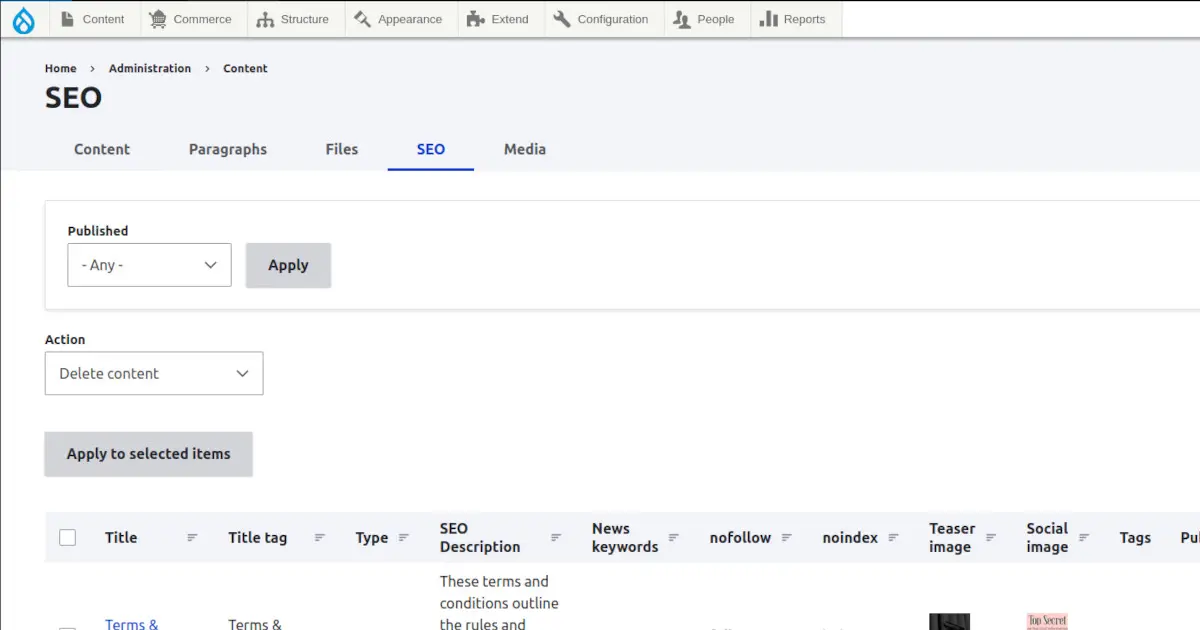 Content Commerce Structure Appearance Extend Configuration People Reports
Home › Administration › Content
SEO
Content Paragraphs Files SEO Media
Published
- Any -
Apply
Action
Delete content
Apply to selected items
Title Title tag Type SEO Description News keywords nofollow noindex Teaser image Social image Tags
These terms and
conditions outline
the rules and
Terms & Terms &
Top Secret